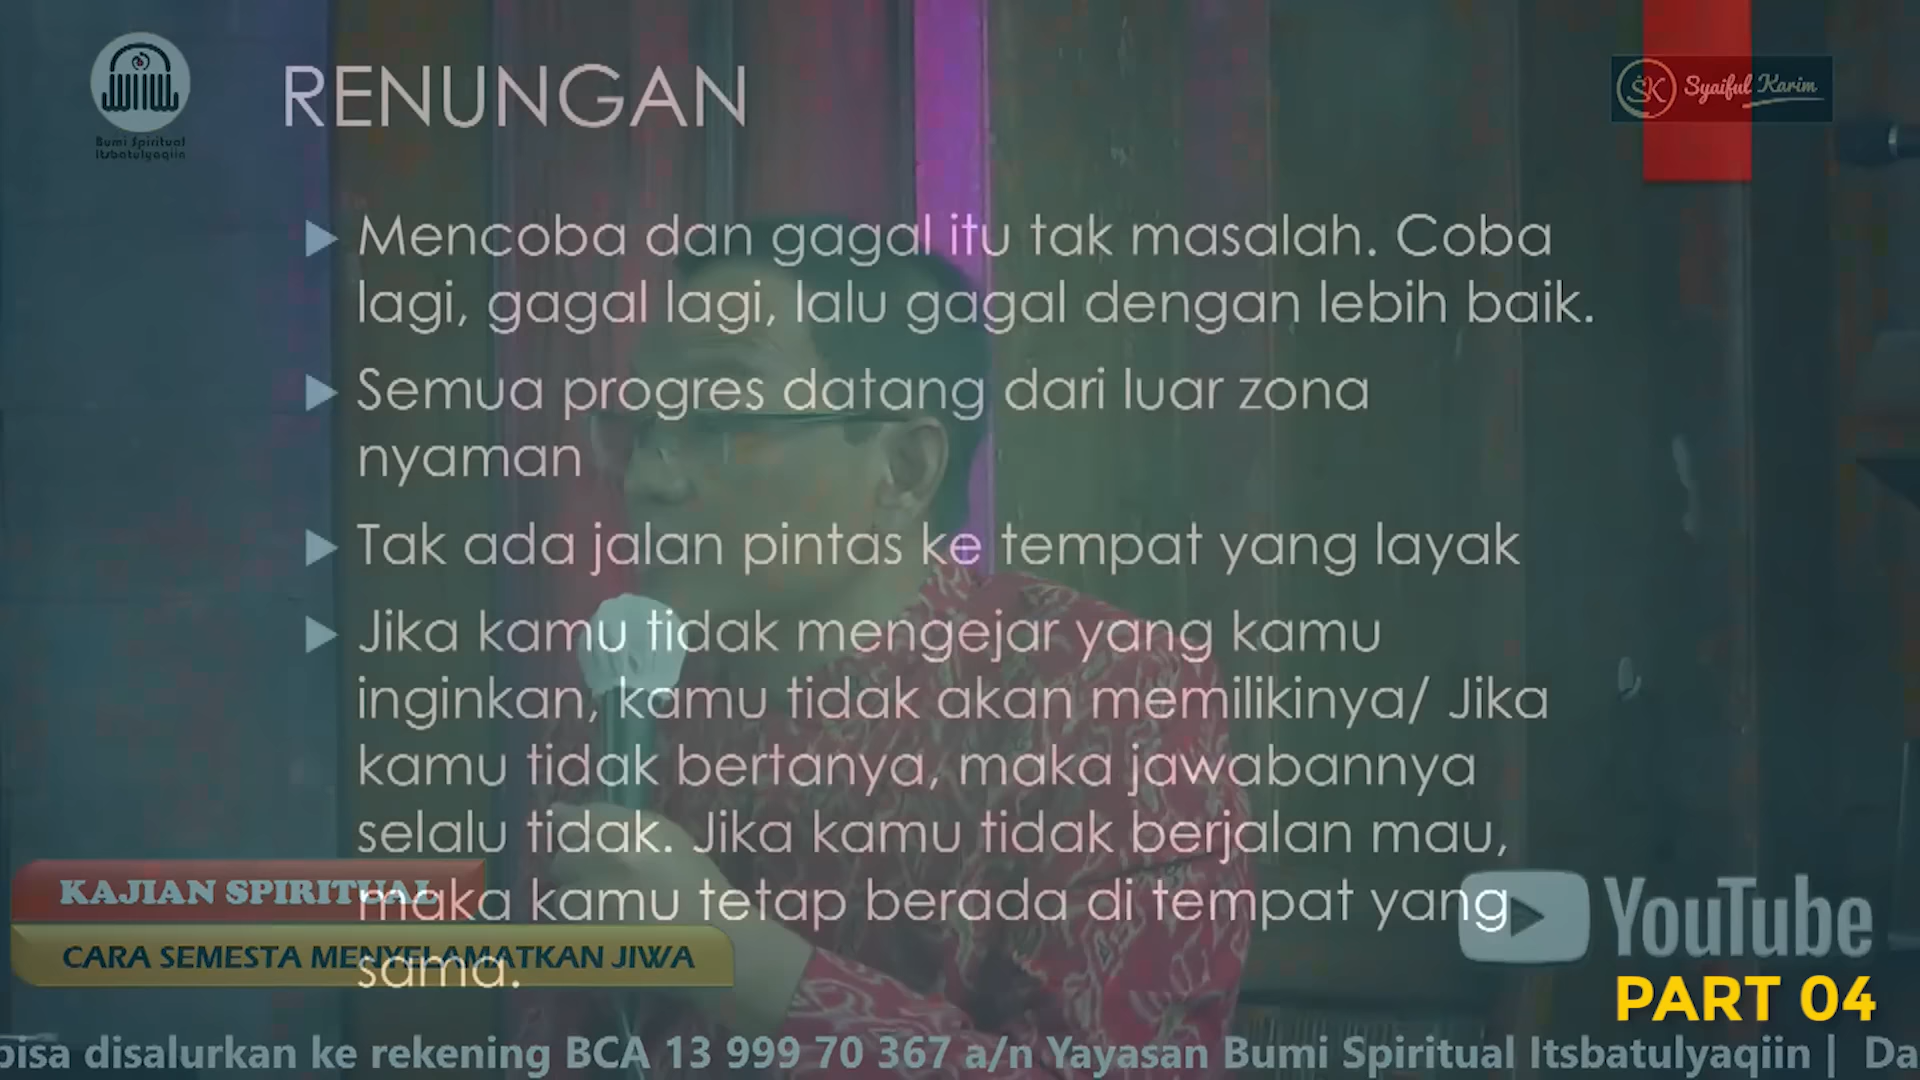 Bumi Spiritual
Itsbatulyaqiin
RENUNGAN
SK Syaiful Karim
Mencoba dan gagal itu tak masalah. Coba
lagi, gagal lagi, lalu gagal dengan lebih baik.
Semua progres datang dari luar zona
nyaman
Tak ada jalan pintas ke tempat yang layak
Jika kamu tidak mengejar yang kamu
inginkan, kamu tidak akan memilikinya/ Jika
kamu tidak bertanya, maka jawabannya
selalu tidak. Jika kamu tidak berjalan mau,
maka kamu tetap berada di tempat yang
sama.
KAJIAN SPIRITUAL
CARA SEMESTA MENYELAMATKAN JIWA
YouTube
PART 04
bisa disalurkan ke rekening BCA 13 999 70 367 a/n Yayasan Bumi Spiritual Itsbatulyaqiin | Da